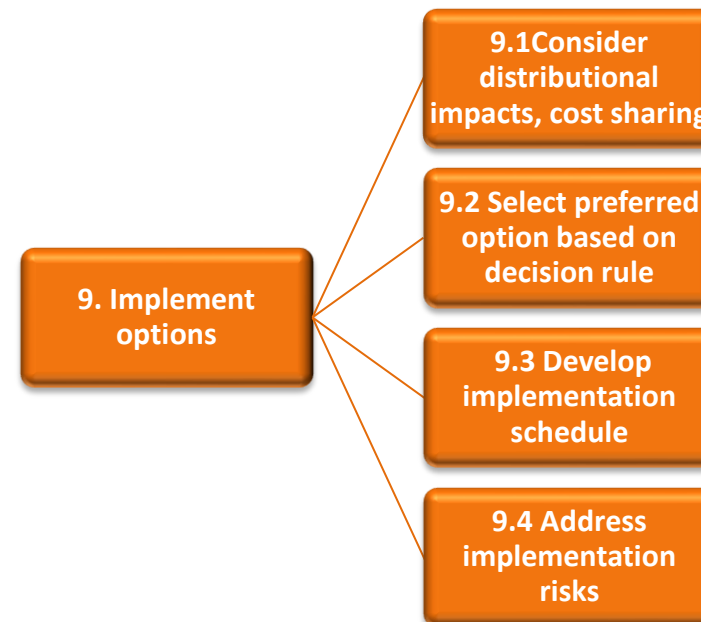 9.1Consider
distributional
impacts, cost sharing
9.2 Select preferred
option based on
decision rule
9. Implement
options
9.3 Develop
implementation
schedule
9.4 Address
implementation
risks